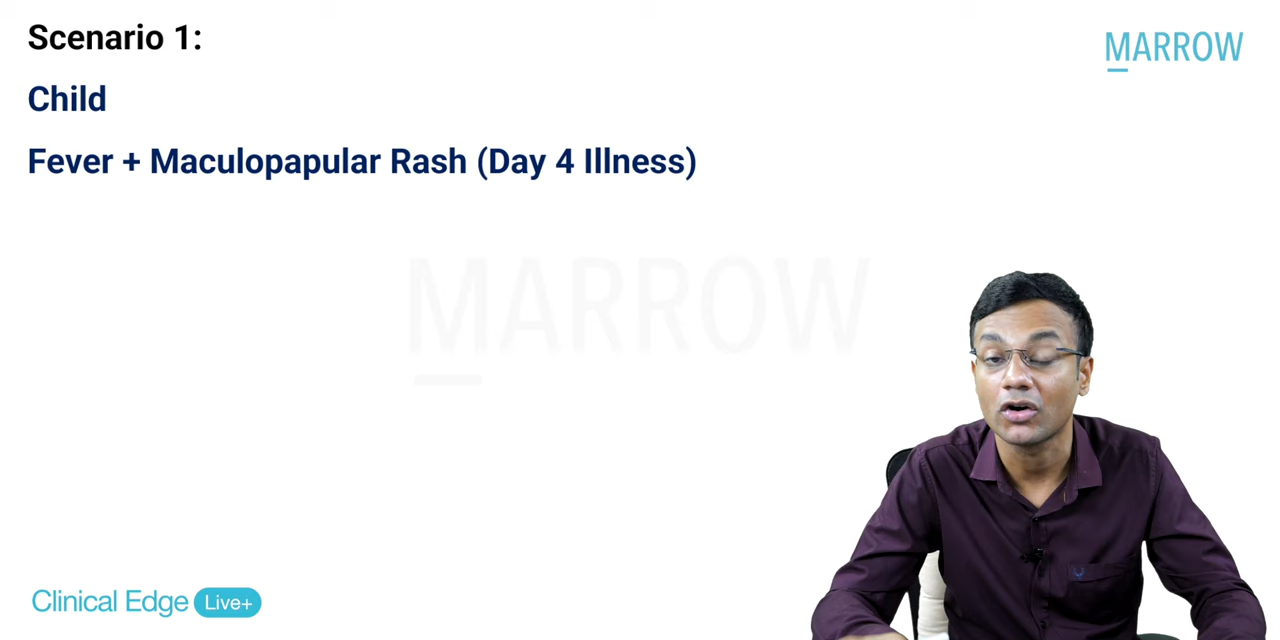 Scenario 1:
MARROW
Child
Fever + Maculopapular Rash (Day 4 Illness)
MARROW
Clinical Edge Live+